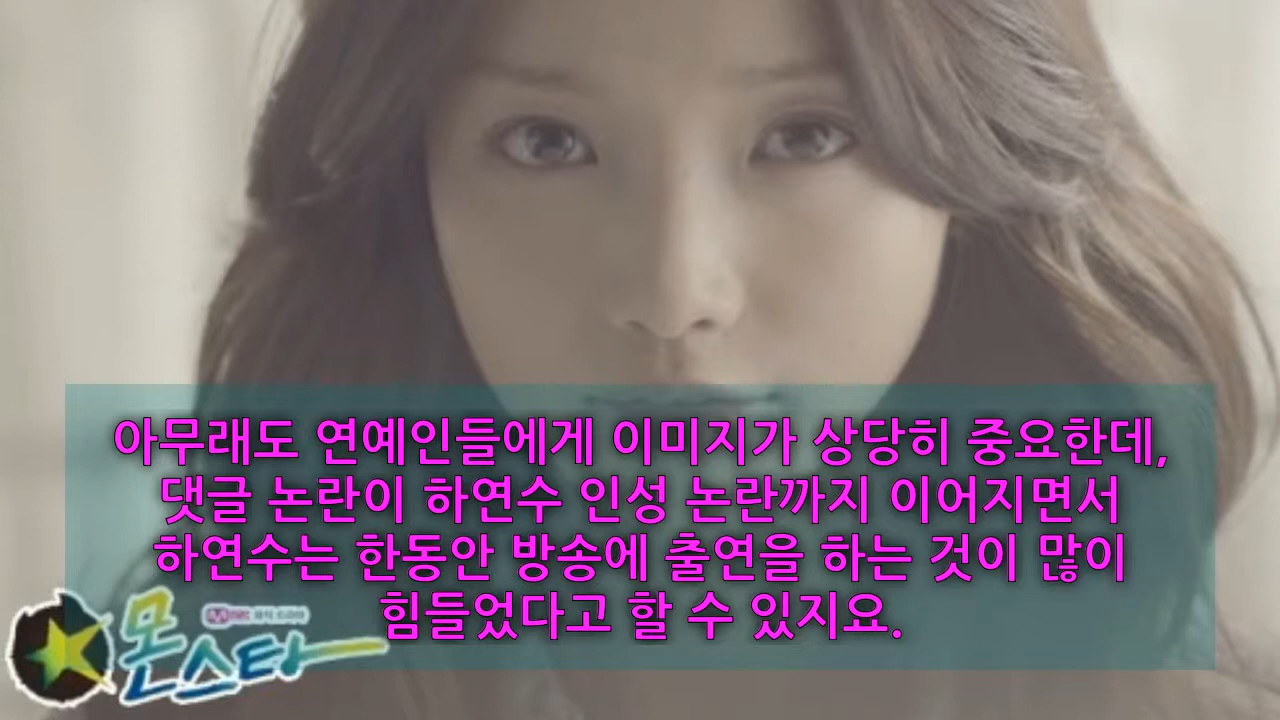 아무래도 연예인들에게 이미지가 상당히 중요한데,
댓글 논란이 하연수 인성 논란까지 이어지면서
하연수는 한동안 방송에 출연을 하는 것이 많이
힘들었다고 할 수 있지요.
몬스타